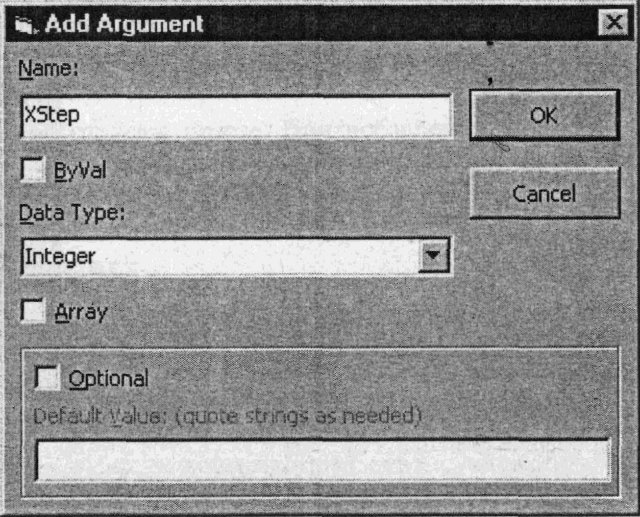 Add Argument
Name:
XStep
OK
ByVal
Cancel
Data Type:
Integer
Array
Optional
Default Value: (quote strings as needed)